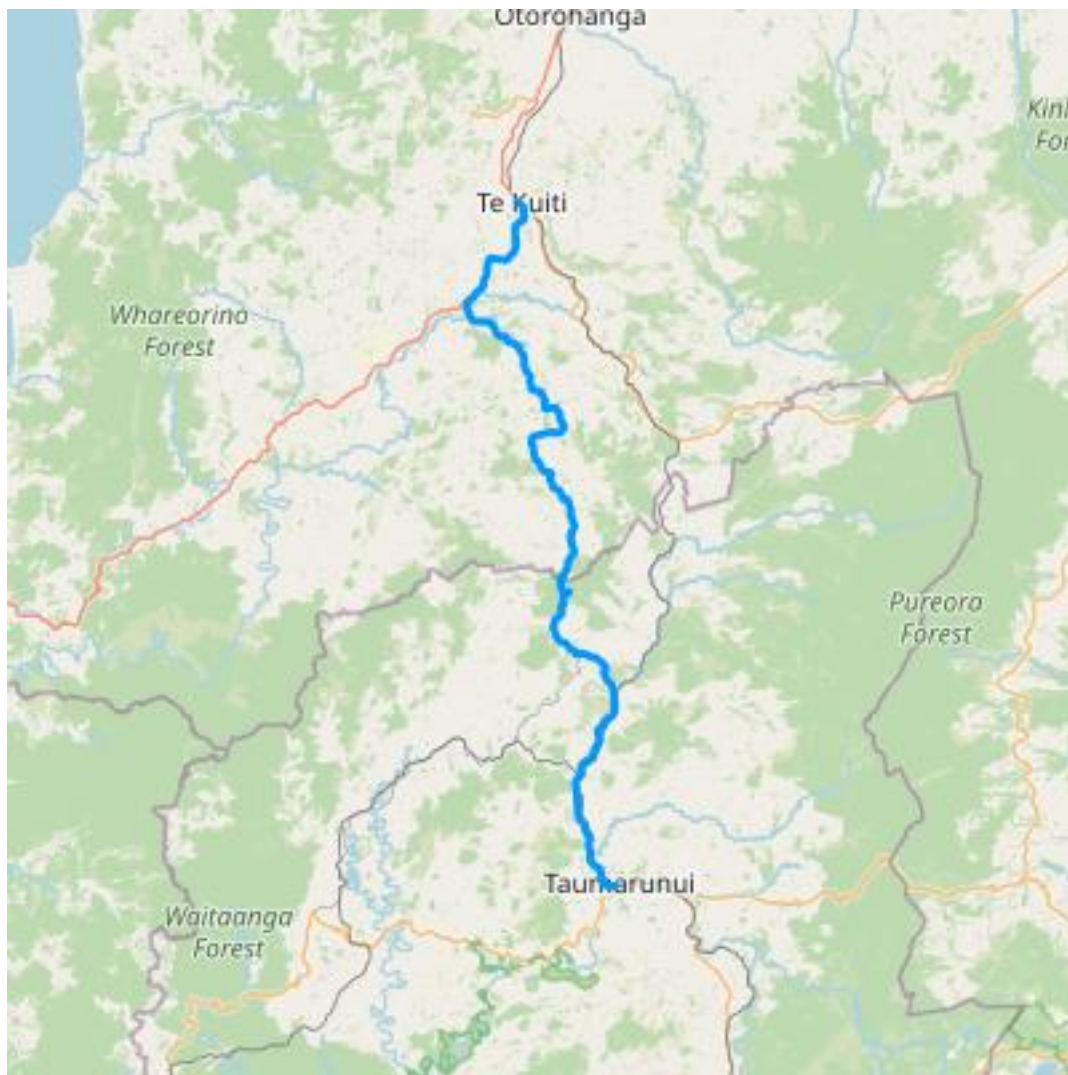 Otorohanga
Te Kuiti
Whareorino
Forest
Pureora
Forest
Taumarunui
Waitaanga
Forest